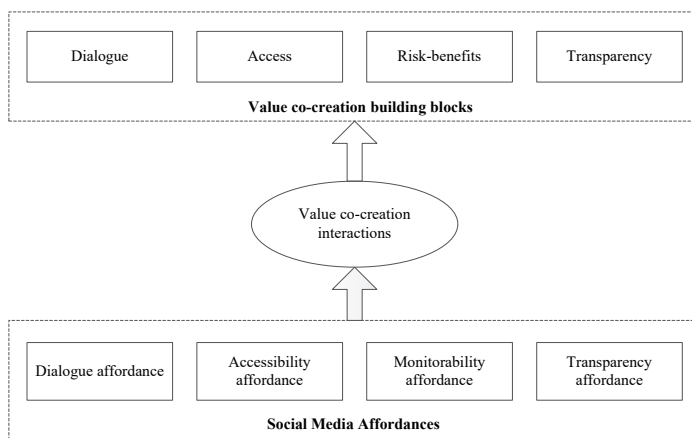 Dialogue
Access
Risk-benefits
Transparency
Value co-creation building blocks
Value co-creation
interactions
Dialogue affordance
Accessibility
affordance
Monitorability
affordance
Transparency
affordance
Social Media Affordances